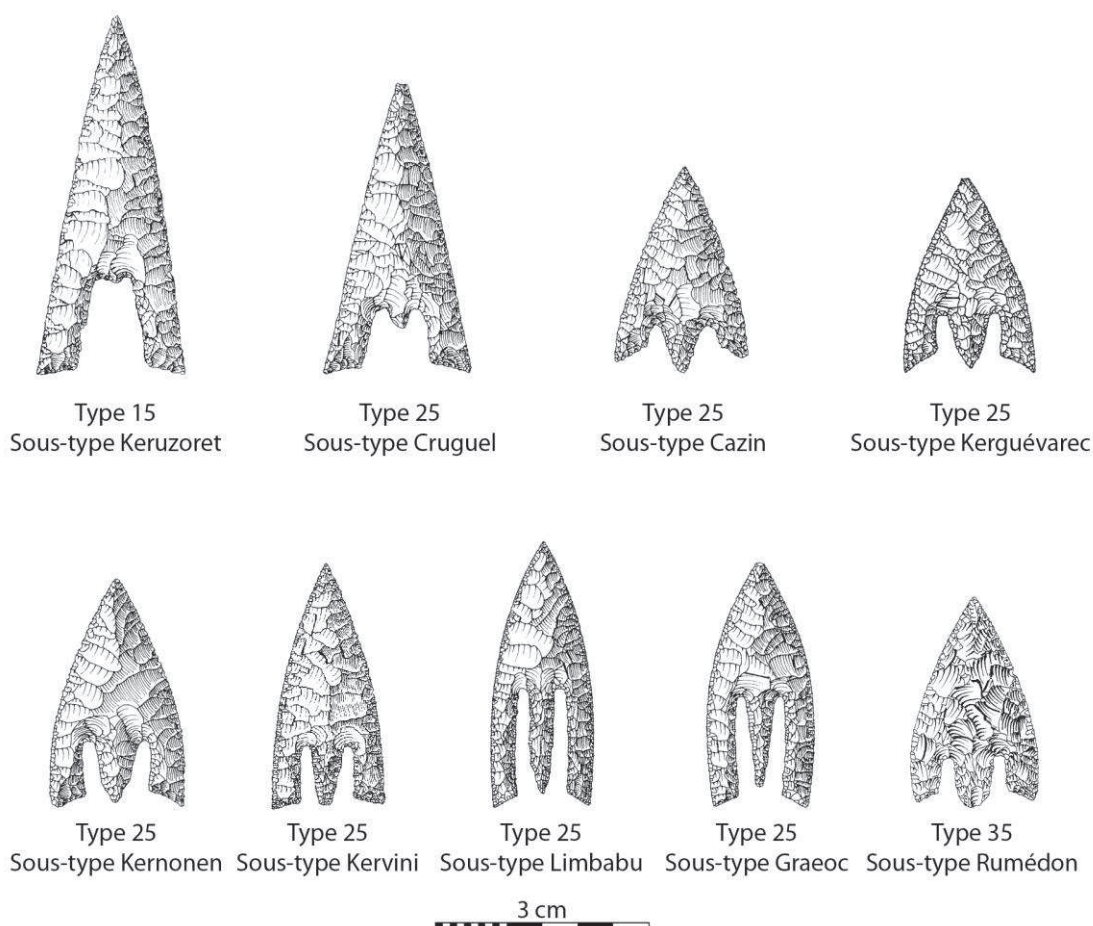 Type 15
Sous-type Keruzoret
Type 25
Sous-type Cruguel
Type 25
Sous-type Cazin
Type 25
Sous-type Kerguévarec
Type 25
Sous-type Kernonen
Type 25
Sous-type Kervini
Type 25
Sous-type Limbabu
Type 25
Sous-type Graeoc
Type 35
Sous-type Rumédon
3 cm